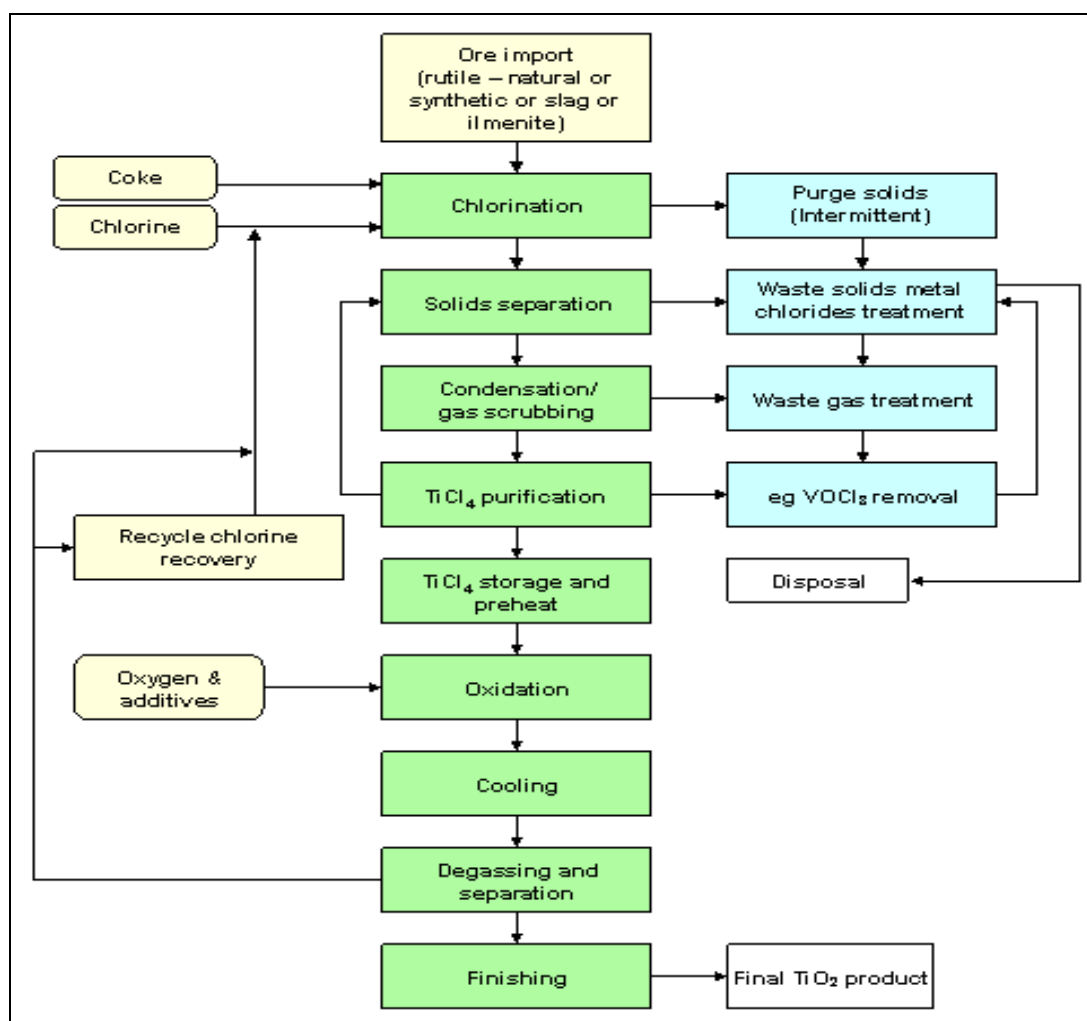 Ore import
(rutile – natural or
synthetic or slag or
ilmenite)
Coke
Chlorine
Chlorination
Purge solids
(Intermittent)
Solids separation
Waste solids metal
chlorides treatment
Condensation/
gas scrubbing
Waste gas treatment
TiCl₄ purification
eg VOCl₃ removal
Recycle chlorine
recovery
TiCl₄ storage and
preheat
Disposal
Oxygen &
additives
Oxidation
Cooling
Degassing and
separation
Finishing
Final TiO₂ product